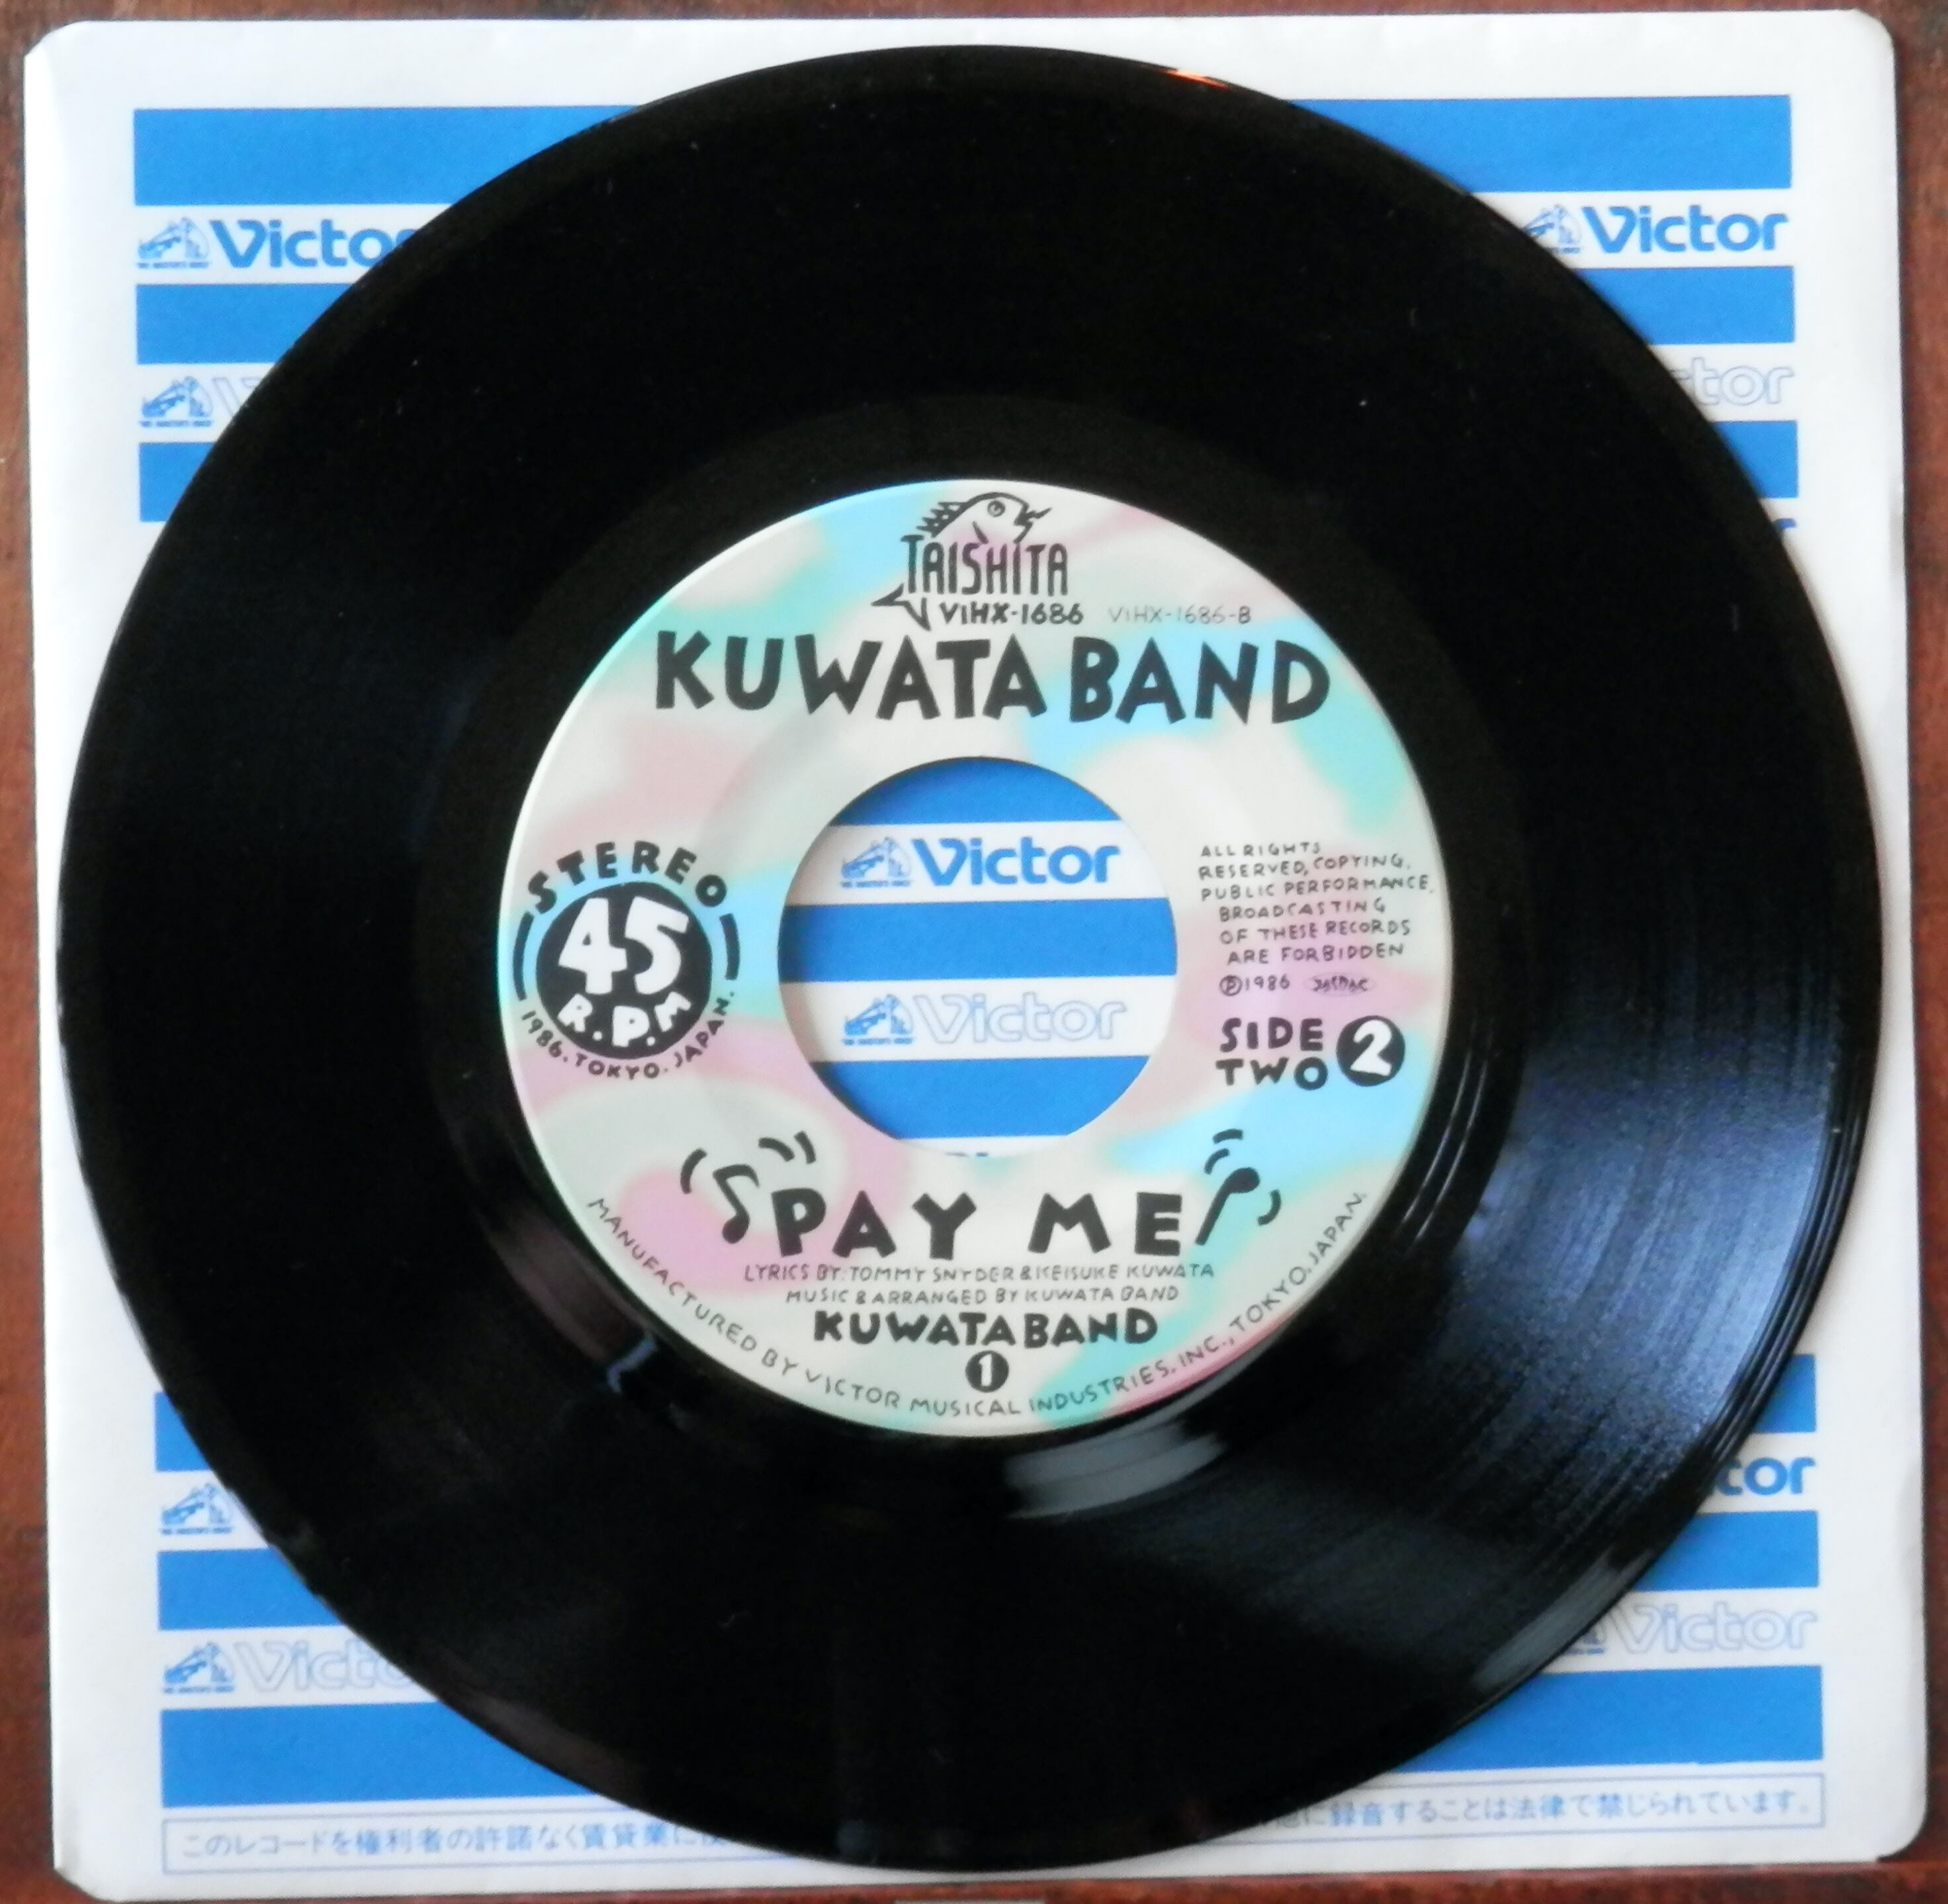 Victor
Victor
TAISHITA
VIHX-1686 VIHX-1686-B
KUWATA BAND
STEREO
45
R.P.M
1986. TOKYO. JAPAN.
Victor
Victor
ALL RIGHTS
RESERVED, COPYING,
PUBLIC PERFORMANCE,
BROADCASTING
OF THESE RECORDS
ARE FORBIDDEN
Ⓟ1986 JASRAC
SIDE
TWO 2
PAY ME
LYRICS BY: TOMMY SNYDER & KEISUKE KUWATA
MUSIC & ARRANGED BY KUWATA BAND
KUWATA BAND
1
MANUFACTURED BY VICTOR MUSICAL INDUSTRIES. INC., TOKYO. JAPAN.
Victor
Victor
このレコードを権利者の許諾なく賃貸業に
に録音することは法律で禁じられています。